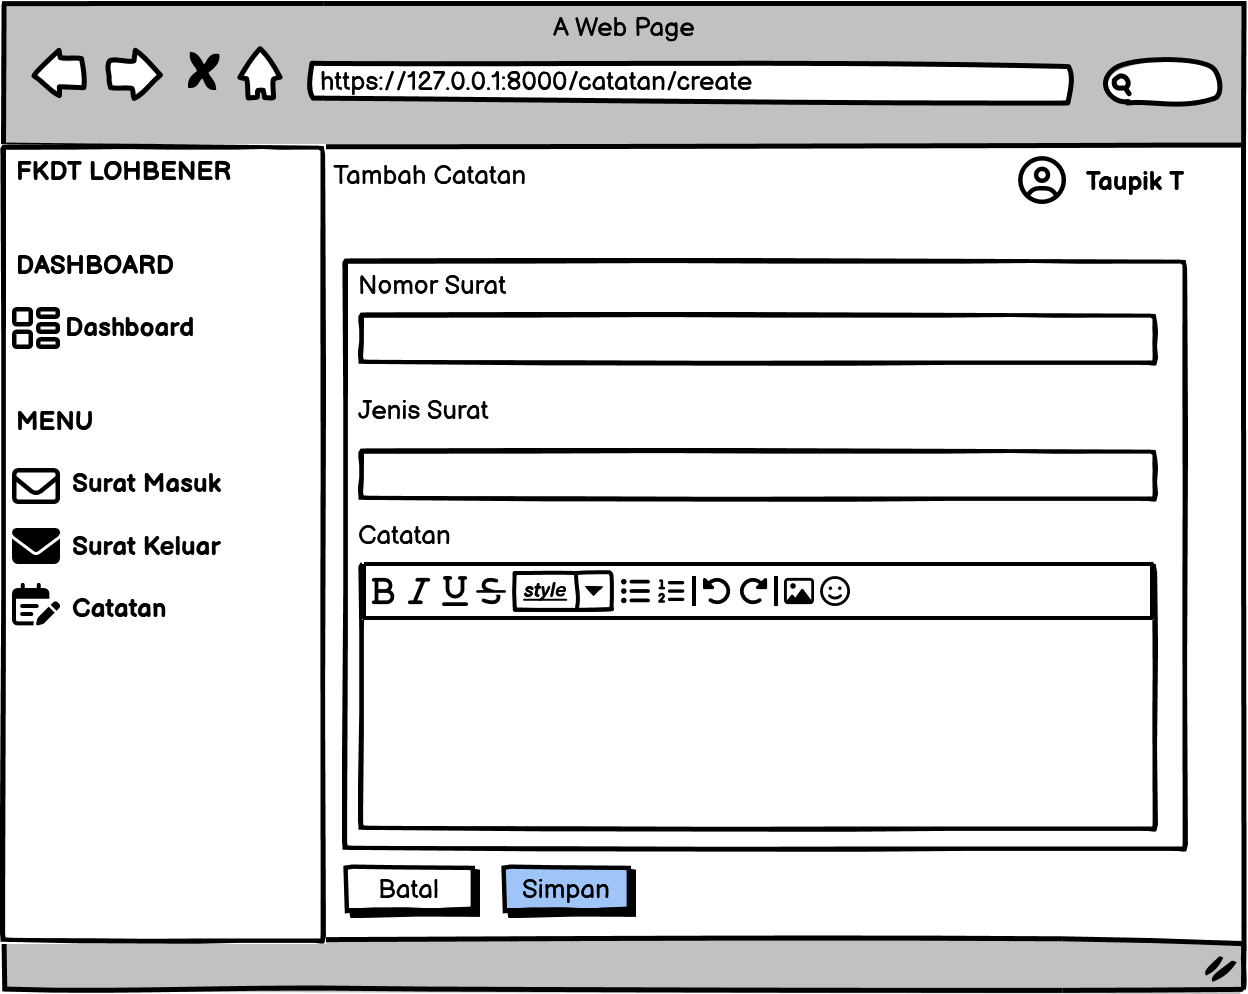 A Web Page
https://127.0.0.1:8000/catatan/create
FKDT LOHBENER
DASHBOARD
Dashboard
MENU
Surat Masuk
Surat Keluar
Catatan
Tambah Catatan
Taupik T
Nomor Surat
Jenis Surat
Catatan
B I U S style
Batal
Simpan